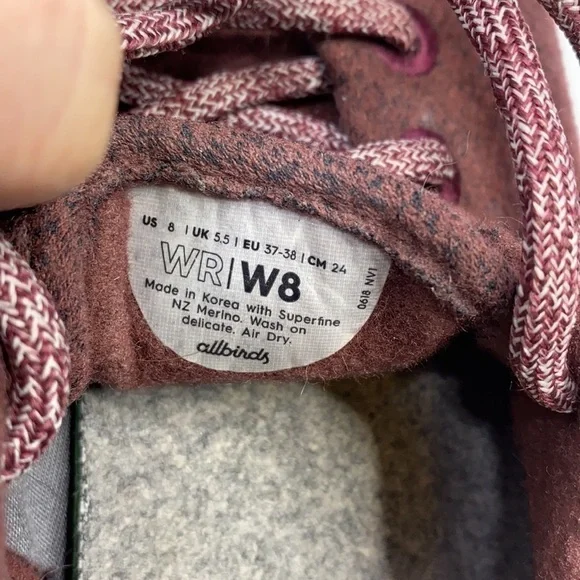 US 8 | UK 5.5 | EU 37-38 | CM 24
WR|W8
Made in Korea with Superfine
NZ Merino. Wash on
delicate. Air Dry.
allbirds
0618 NV1